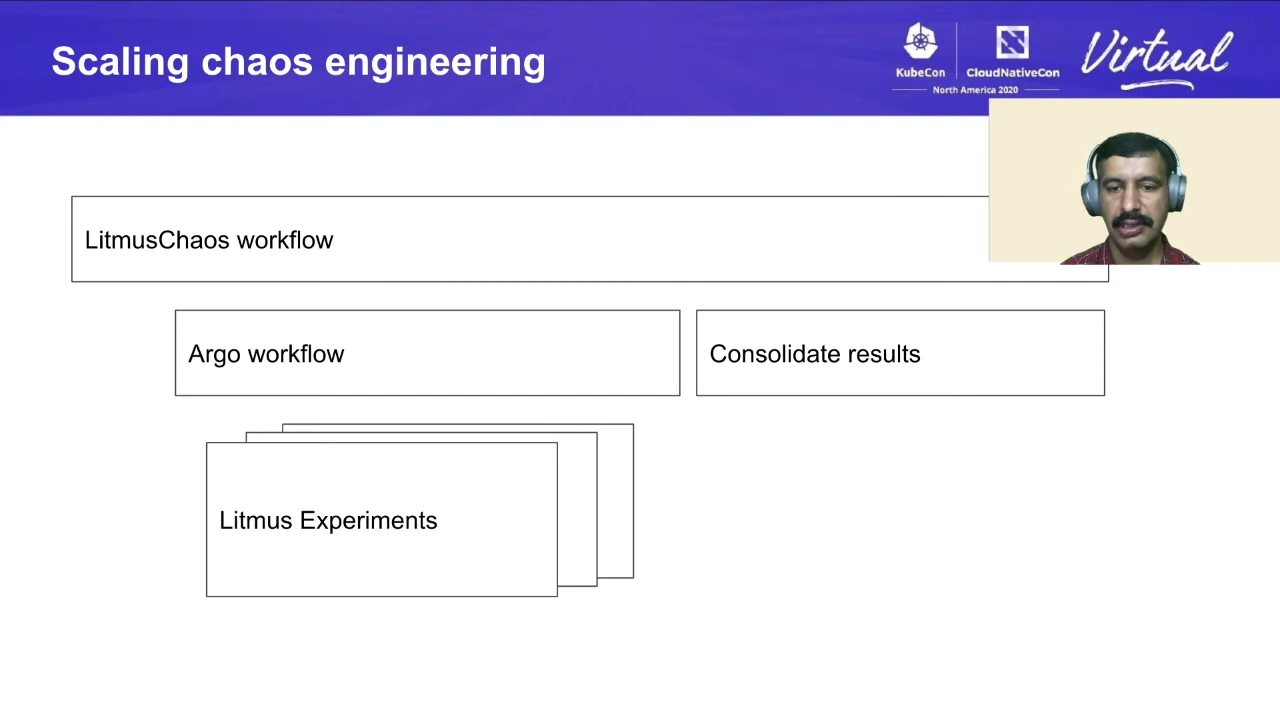 Scaling chaos engineering
KubeCon
CloudNativeCon
North America 2020
Virtual
LitmusChaos workflow
Argo workflow
Consolidate results
Litmus Experiments